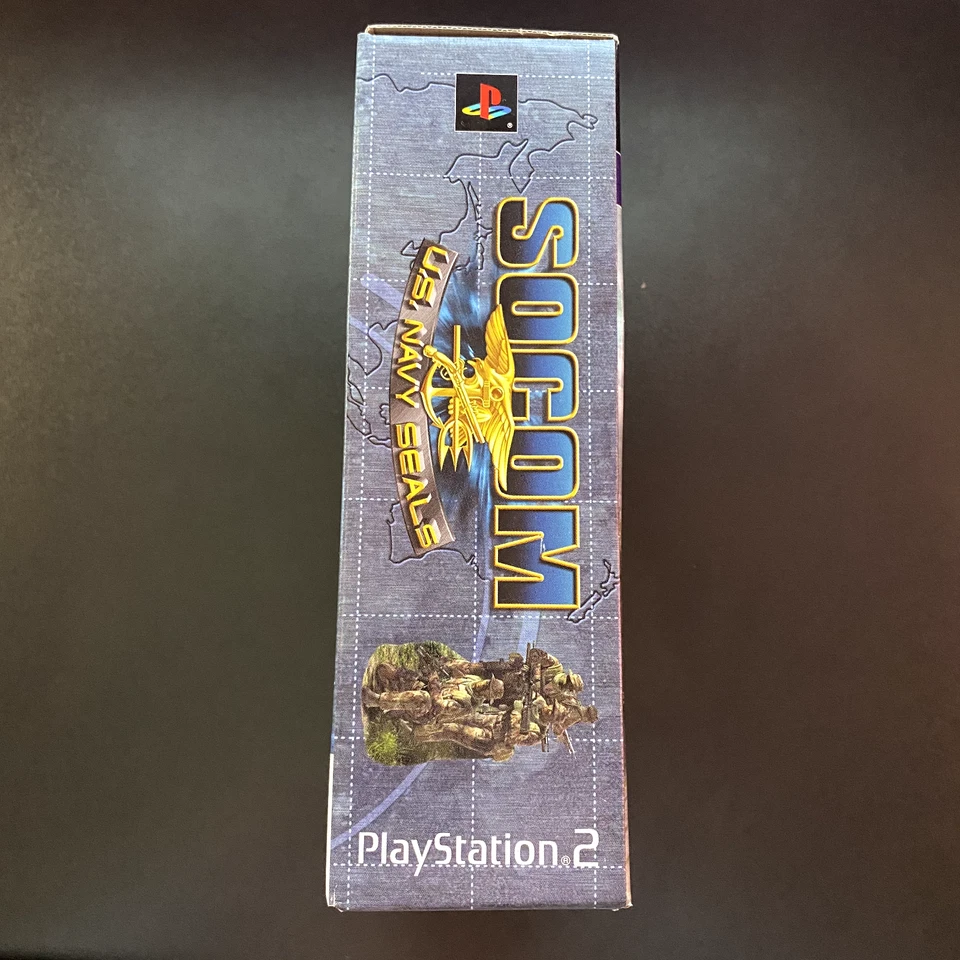 SOCOM
U.S. NAVY SEALS
PlayStation®2